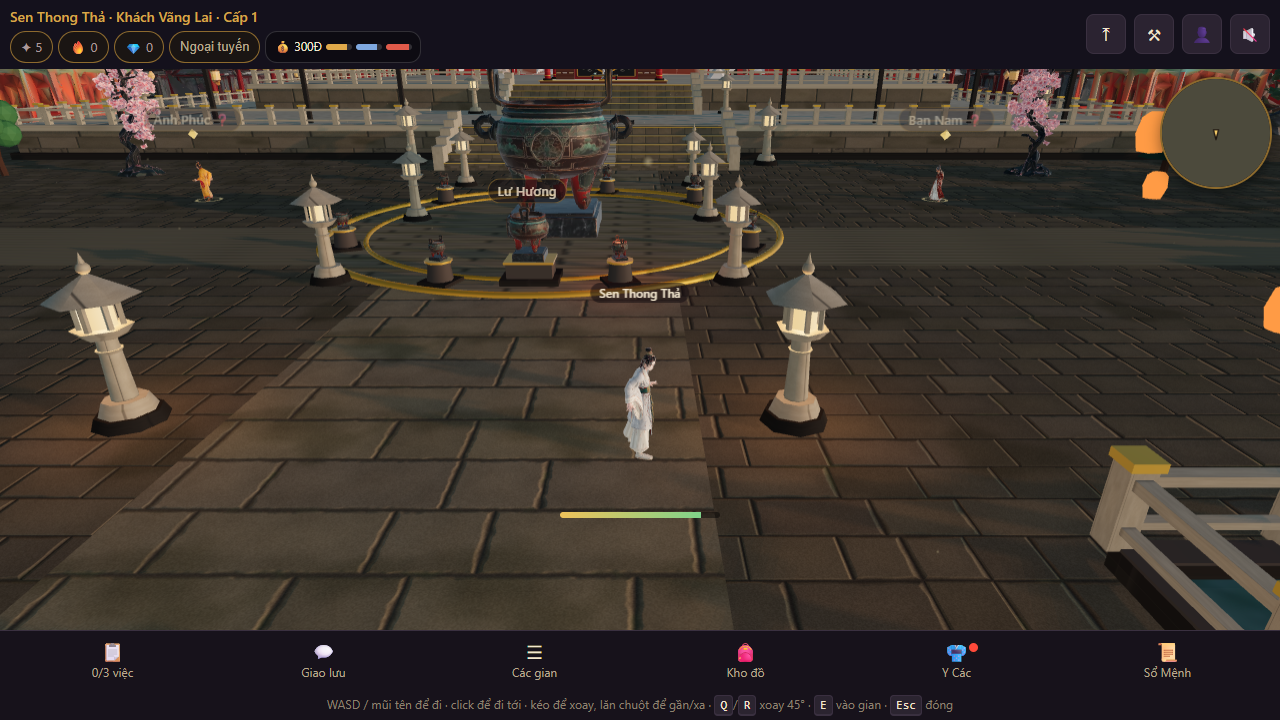 Sen Thong Thả · Khách Vãng Lai · Cấp 1
5
0
0
Ngoại tuyến
300Đ
Anh Phúc ?
Bạn Nam ?
Lư Hương
Sen Thong Thả
0/3 việc
Giao lưu
Các gian
Kho đồ
Y Các
Sổ Mệnh
WASD / mũi tên để đi · click để đi tới · kéo để xoay, lăn chuột để gần/xa · Q / R xoay 45° · E vào gian · Esc đóng